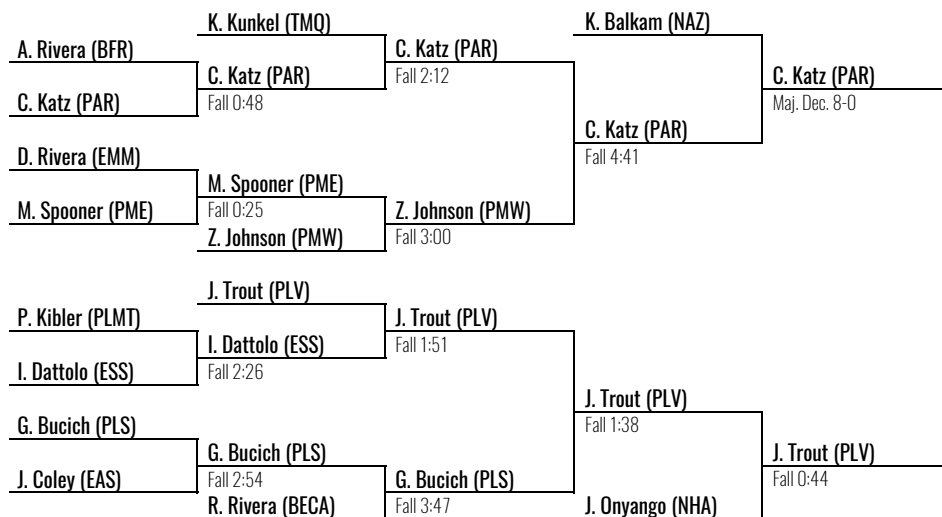 K. Kunkel (TMQ)
K. Balkam (NAZ)
A. Rivera (BFR)
C. Katz (PAR)
Fall 2:12
C. Katz (PAR)
Fall 0:48
C. Katz (PAR)
Maj. Dec. 8-0
C. Katz (PAR)
C. Katz (PAR)
Fall 4:41
D. Rivera (EMM)
M. Spooner (PME)
Fall 0:25
M. Spooner (PME)
Z. Johnson (PMW)
Fall 3:00
Z. Johnson (PMW)
J. Trout (PLV)
P. Kibler (PLMT)
J. Trout (PLV)
Fall 1:51
I. Dattolo (ESS)
Fall 2:26
I. Dattolo (ESS)
J. Trout (PLV)
Fall 1:38
G. Bucich (PLS)
G. Bucich (PLS)
Fall 2:54
J. Trout (PLV)
Fall 0:44
J. Coley (EAS)
G. Bucich (PLS)
Fall 3:47
R. Rivera (BECA)
J. Onyango (NHA)